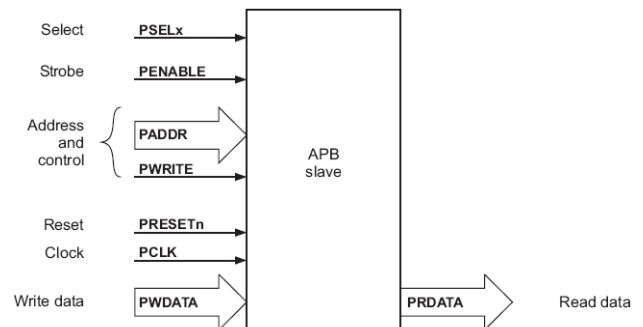 Select PSELx
Strobe PENABLE
Address
and
control
PADDR
PWRITE
APB
slave
Reset PRESETn
Clock PCLK
Write data PWDATA
PRDATA Read data